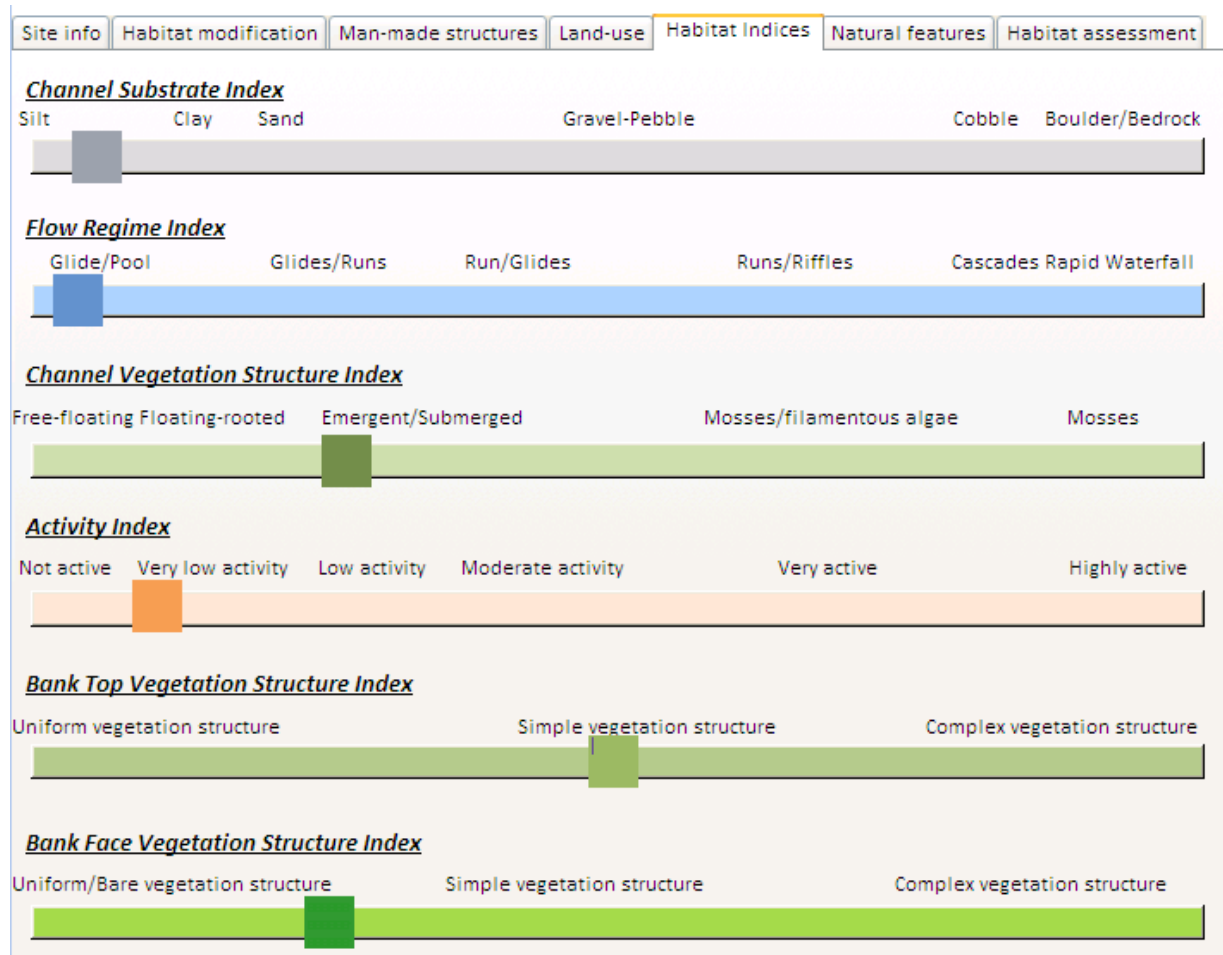 Site info Habitat modification Man-made structures Land-use Habitat Indices Natural features Habitat assessment
Channel Substrate Index
Silt Clay Sand Gravel-Pebble Cobble Boulder/Bedrock
Flow Regime Index
Glide/Pool Glides/Runs Run/Glides Runs/Riffles Cascades Rapid Waterfall
Channel Vegetation Structure Index
Free-floating Floating-rooted Emergent/Submerged Mosses/filamentous algae Mosses
Activity Index
Not active Very low activity Low activity Moderate activity Very active Highly active
Bank Top Vegetation Structure Index
Uniform vegetation structure Simple vegetation structure Complex vegetation structure
Bank Face Vegetation Structure Index
Uniform/Bare vegetation structure Simple vegetation structure Complex vegetation structure